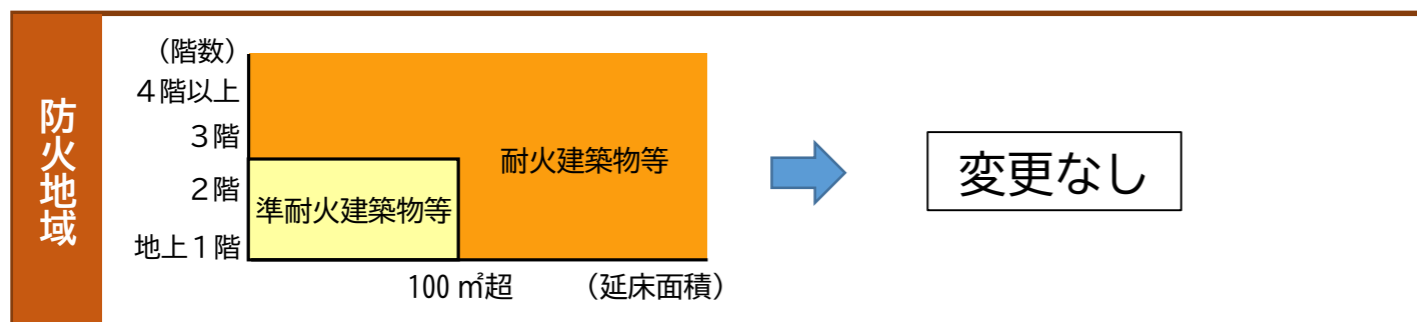 防火地域
（階数）
４階以上
３階
２階
地上１階
耐火建築物等
準耐火建築物等
100 ㎡超
（延床面積）
変更なし